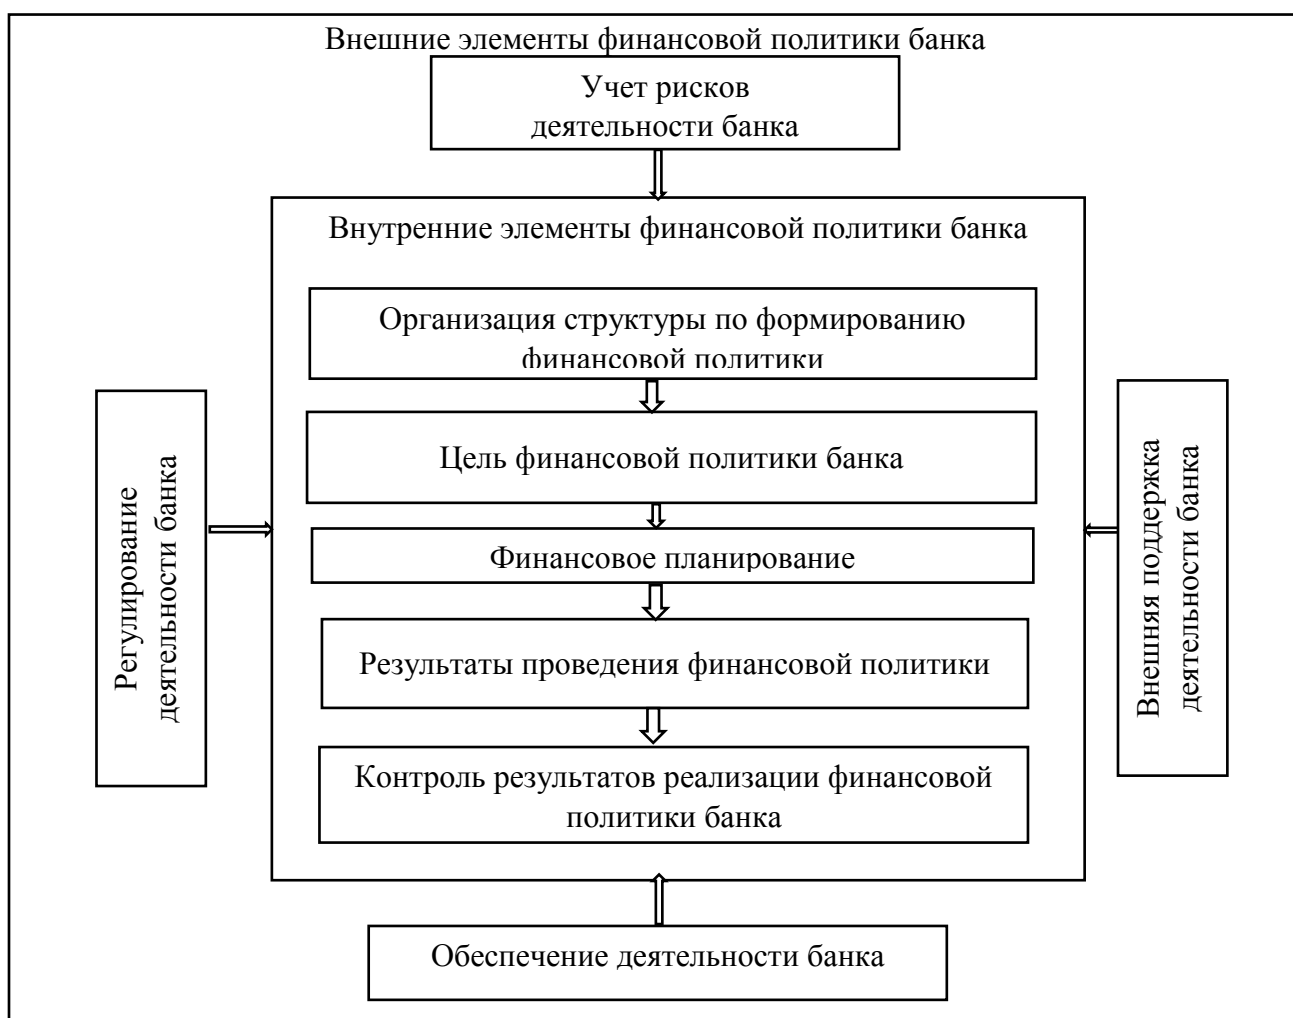 Внешние элементы финансовой политики банка
Учет рисков
деятельности банка
Внутренние элементы финансовой политики банка
Организация структуры по формированию
финансовой политики
Цель финансовой политики банка
Финансовое планирование
Результаты проведения финансовой политики
Контроль результатов реализации финансовой
политики банка
Регулирование
деятельности банка
Внешняя поддержка
деятельности банка
Обеспечение деятельности банка